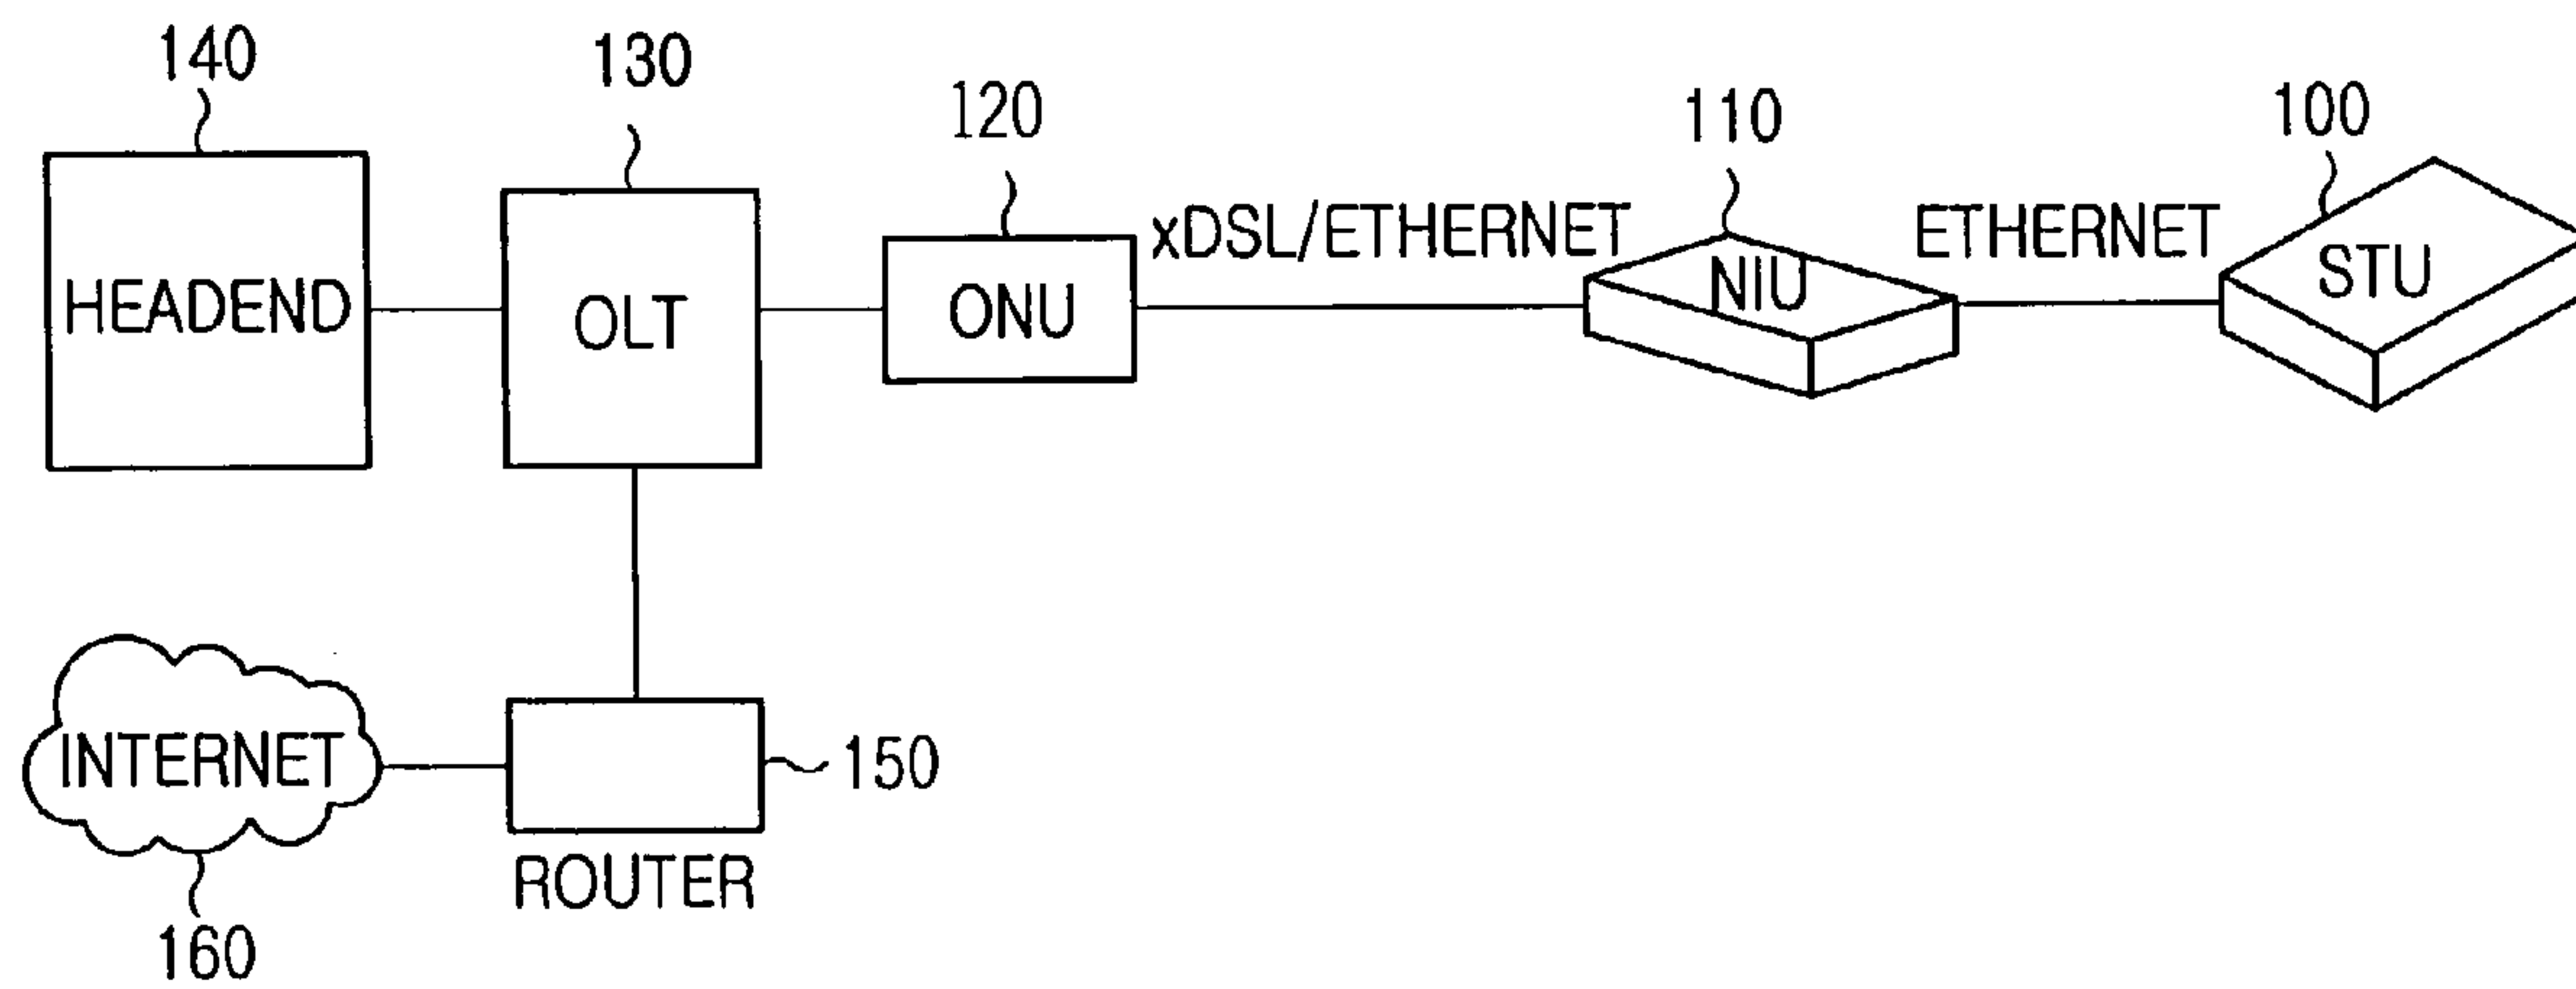 140
130
120
110
100
HEADEND
OLT
ONU
xDSL/ETHERNET
NIU
ETHERNET
STU
INTERNET
150
ROUTER
160